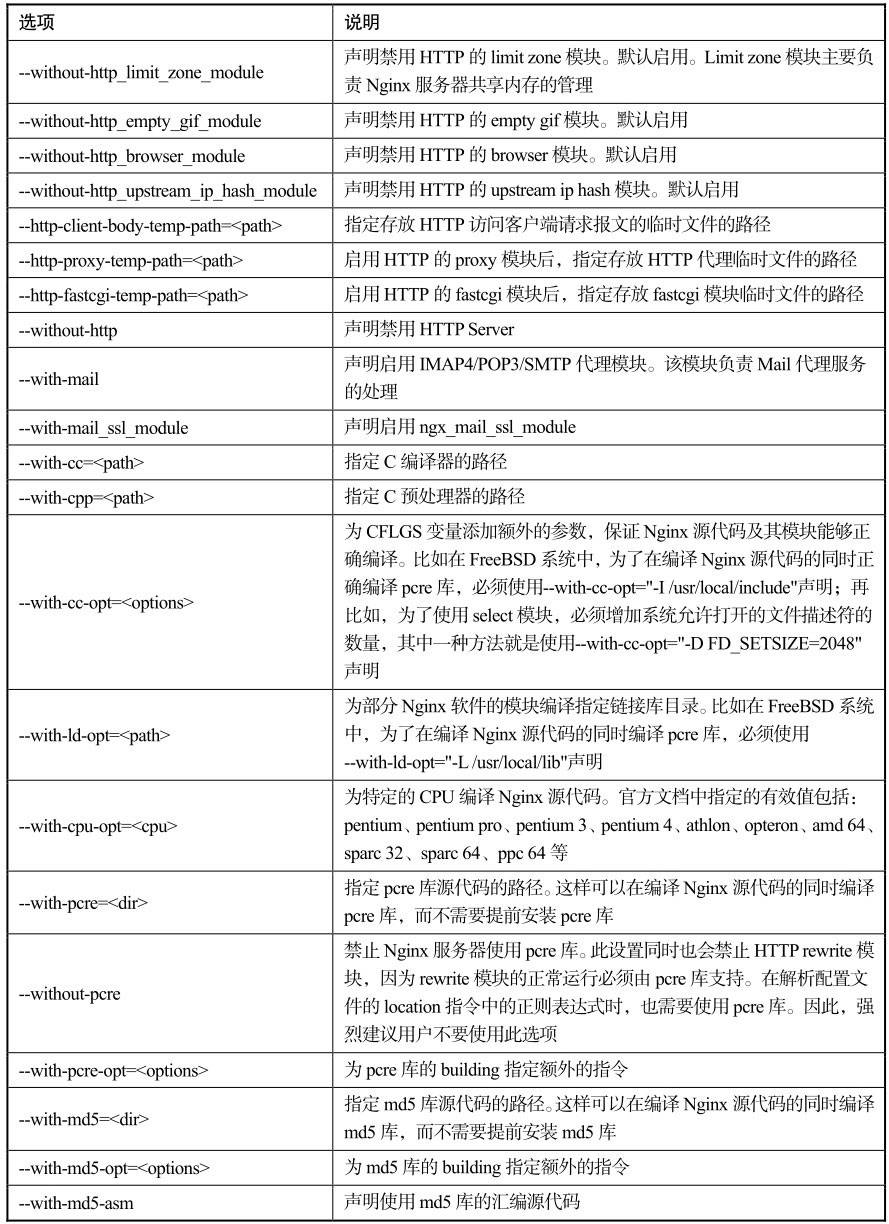 选项 说明
--without-http_limit_zone_module 声明禁用 HTTP 的 limit zone 模块。默认启用。Limit zone 模块主要负
责 Nginx 服务器共享内存的管理
--without-http_empty_gif_module 声明禁用 HTTP 的 empty gif 模块。默认启用
--without-http_browser_module 声明禁用 HTTP 的 browser 模块。默认启用
--without-http_upstream_ip_hash_module 声明禁用 HTTP 的 upstream ip hash 模块。默认启用
--http-client-body-temp-path=<path> 指定存放 HTTP 访问客户端请求报文的临时文件的路径
--http-proxy-temp-path=<path> 启用 HTTP 的 proxy 模块后，指定存放 HTTP 代理临时文件的路径
--http-fastcgi-temp-path=<path> 启用 HTTP 的 fastcgi 模块后，指定存放 fastcgi 模块临时文件的路径
--without-http 声明禁用 HTTP Server
--with-mail 声明启用 IMAP4/POP3/SMTP 代理模块。该模块负责 Mail 代理服务
的处理
--with-mail_ssl_module 声明启用 ngx_mail_ssl_module
--with-cc=<path> 指定 C 编译器的路径
--with-cpp=<path> 指定 C 预处理器的路径
--with-cc-opt=<options> 为 CFLGS 变量添加额外的参数，保证 Nginx 源代码及其模块能够正
确编译。比如在 FreeBSD 系统中，为了在编译 Nginx 源代码的同时正
确编译 pcre 库，必须使用--with-cc-opt="-I /usr/local/include"声明；再
比如，为了使用 select 模块，必须增加系统允许打开的文件描述符的
数量，其中一种方法就是使用--with-cc-opt="-D FD_SETSIZE=2048"
声明
--with-ld-opt=<path> 为部分 Nginx 软件的模块编译指定链接库目录。比如在 FreeBSD 系统
中，为了在编译 Nginx 源代码的同时编译 pcre 库，必须使用
--with-ld-opt="-L /usr/local/lib"声明
--with-cpu-opt=<cpu> 为特定的 CPU 编译 Nginx 源代码。官方文档中指定的有效值包括：
pentium、pentium pro、pentium 3、pentium 4、athlon、opteron、amd 64、
sparc 32、sparc 64、ppc 64 等
--with-pcre=<dir> 指定 pcre 库源代码的路径。这样可以在编译 Nginx 源代码的同时编译
pcre 库，而不需要提前安装 pcre 库
--without-pcre 禁止 Nginx 服务器使用 pcre 库。此设置同时也会禁止 HTTP rewrite 模
块，因为 rewrite 模块的正常运行必须由 pcre 库支持。在解析配置文
件的 location 指令中的正则表达式时，也需要使用 pcre 库。因此，强
烈建议用户不要使用此选项
--with-pcre-opt=<options> 为 pcre 库的 building 指定额外的指令
--with-md5=<dir> 指定 md5 库源代码的路径。这样可以在编译 Nginx 源代码的同时编译
md5 库，而不需要提前安装 md5 库
--with-md5-opt=<options> 为 md5 库的 building 指定额外的指令
--with-md5-asm 声明使用 md5 库的汇编源代码